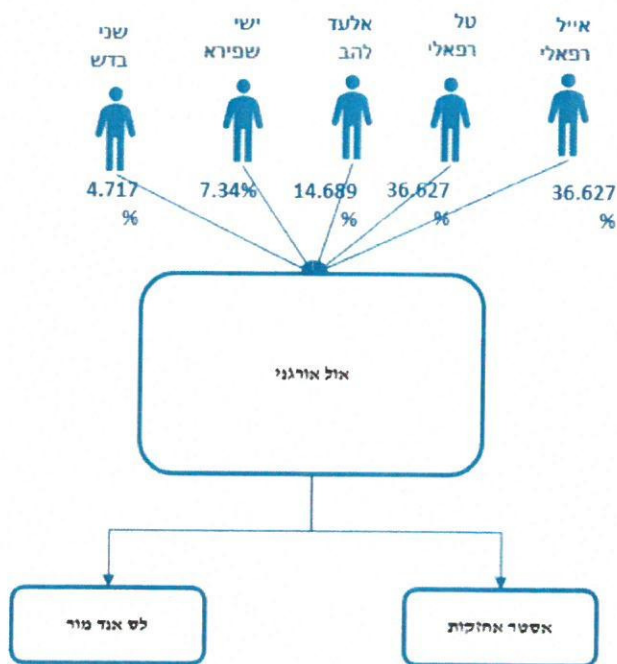 אייל
רפאלי
טל
רפאלי
אלעד
להב
ישי
שפירא
שני
בדש
36.627
%
36.627
%
14.689
%
7.34%
4.717
%
אול אורגני
אסטר אחזקות
לס אנד מור